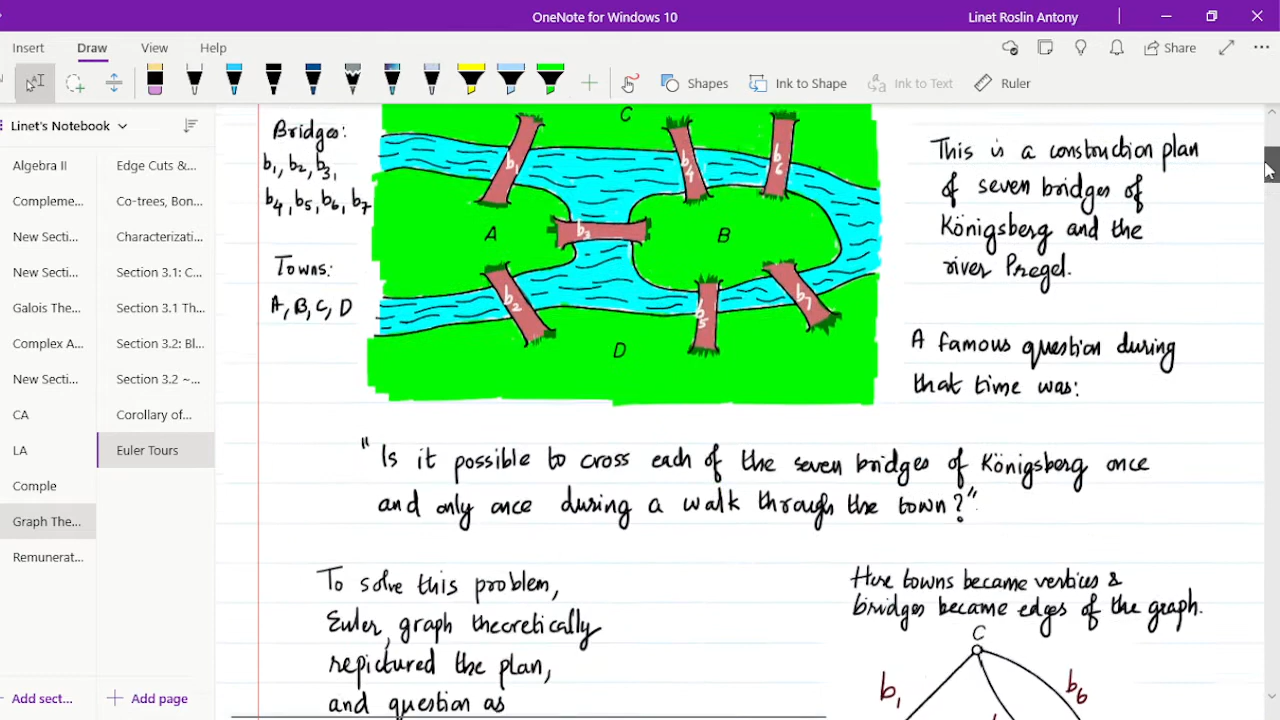 OneNote for Windows 10
Linet Roslin Antony
Insert
Draw
View
Help
Share
Shapes
Ink to Shape
Ink to Text
Ruler
Linet's Notebook
Algebra II
Compleme...
New Secti...
New Secti...
Galois The...
Complex A...
New Secti...
CA
LA
Comple
Graph The...
Remunerat...
Add sect...
Edge Cuts &...
Co-trees, Bon...
Characterizati...
Section 3.1: C...
Section 3.1 Th...
Section 3.2: Bl...
Section 3.2 ~...
Corollary of...
Euler Tours
Add page
Bridges:
b1, b2, b3,
b4, b5, b6, b7
Towns:
A, B, C, D
C
b1
b4
b6
A
b3
B
b2
b5
b7
D
This is a construction plan
of seven bridges of
Königsberg and the
river Pregel.
A famous question during
that time was:
"Is it possible to cross each of the seven bridges of Königsberg once
and only once during a walk through the town?"
To solve this problem,
Euler, graph theoretically
repictured the plan,
and question as
Here towns became vertices &
bridges became edges of the graph.
C
b1
b6